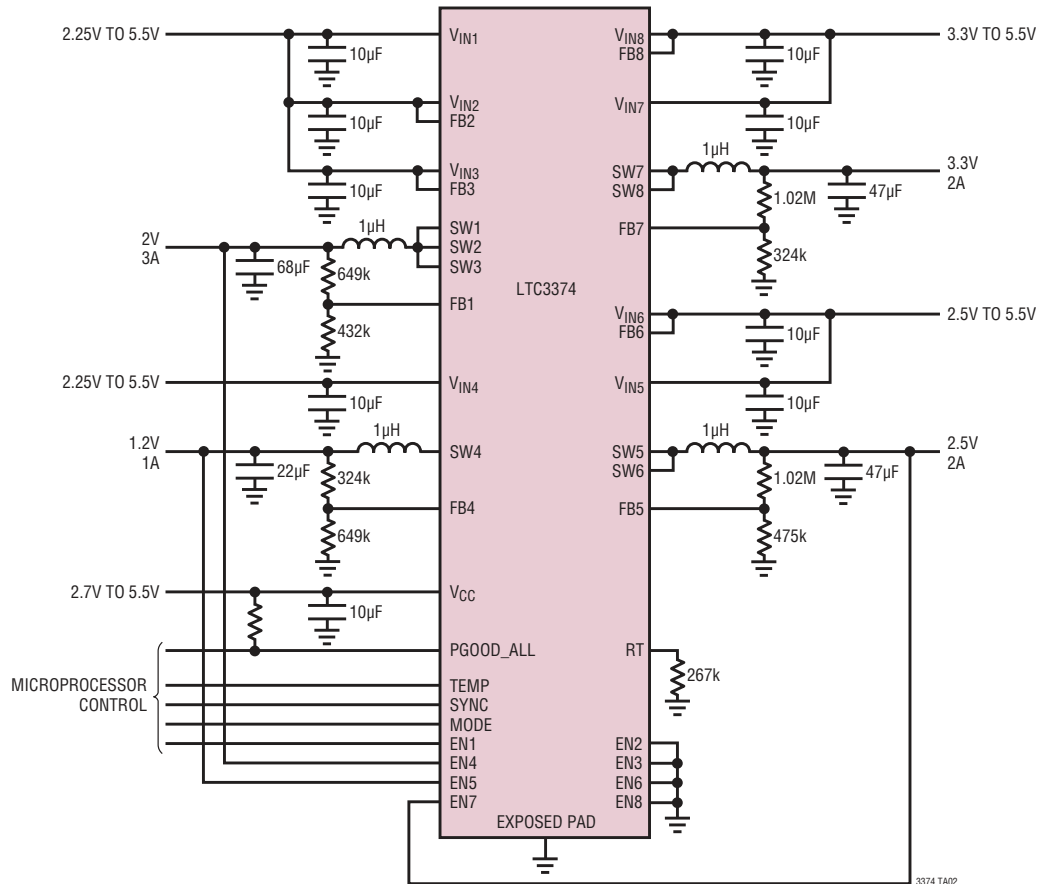 2.25V TO 5.5V
10µF
10µF
10µF
2V
3A
68µF
1µH
649k
432k
2.25V TO 5.5V
10µF
1.2V
1A
22µF
1µH
324k
649k
2.7V TO 5.5V
10µF
MICROPROCESSOR
CONTROL
VIN1
VIN2
FB2
VIN3
FB3
SW1
SW2
SW3
FB1
VIN4
SW4
FB4
VCC
PGOOD_ALL
TEMP
SYNC
MODE
EN1
EN4
EN5
EN7
LTC3374
EXPOSED PAD
VIN8
FB8
VIN7
SW7
SW8
FB7
VIN6
FB6
VIN5
SW5
SW6
FB5
RT
EN2
EN3
EN6
EN8
3.3V TO 5.5V
10µF
10µF
1µH
3.3V
2A
1.02M
47µF
324k
2.5V TO 5.5V
10µF
10µF
1µH
2.5V
2A
1.02M
47µF
475k
267k
3374 TA02